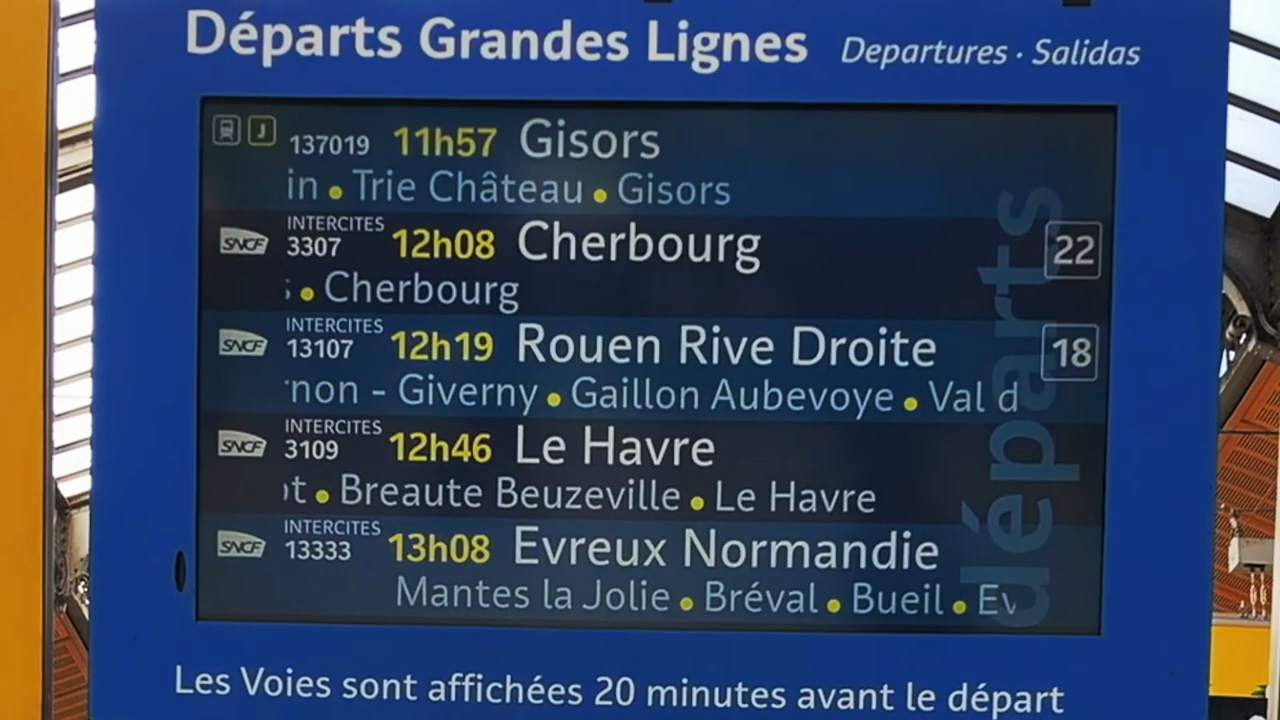 Départs Grandes Lignes Departures · Salidas
J 137019 11h57 Gisors
in • Trie Château • Gisors
SNCF INTERCITES 3307 12h08 Cherbourg 22
• Cherbourg
SNCF INTERCITES 13107 12h19 Rouen Rive Droite 18
non - Giverny • Gaillon Aubevoye • Val d
SNCF INTERCITES 3109 12h46 Le Havre
t • Breaute Beuzeville • Le Havre
SNCF INTERCITES 13333 13h08 Evreux Normandie
Mantes la Jolie • Bréval • Bueil • Ev
départs
Les Voies sont affichées 20 minutes avant le départ